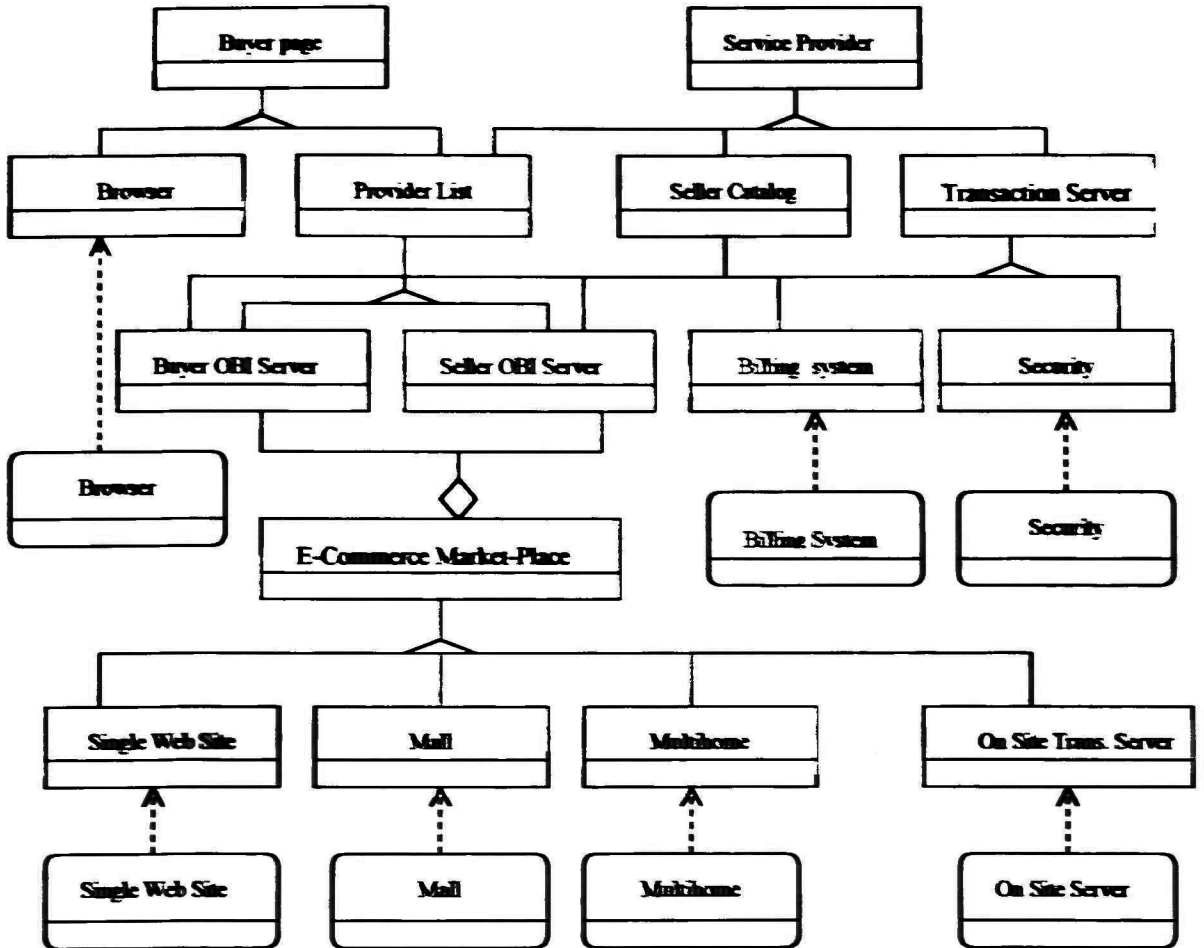 Buyer page
Service Provider
Browser
Provider List
Seller Catalog
Transaction Server
Buyer OBI Server
Seller OBI Server
Billing system
Security
Browser
E-Commerce Market-Place
Billing System
Security
Single Web Site
Mall
Multihome
On Site Trans. Server
Single Web Site
Mall
Multihome
On Site Server